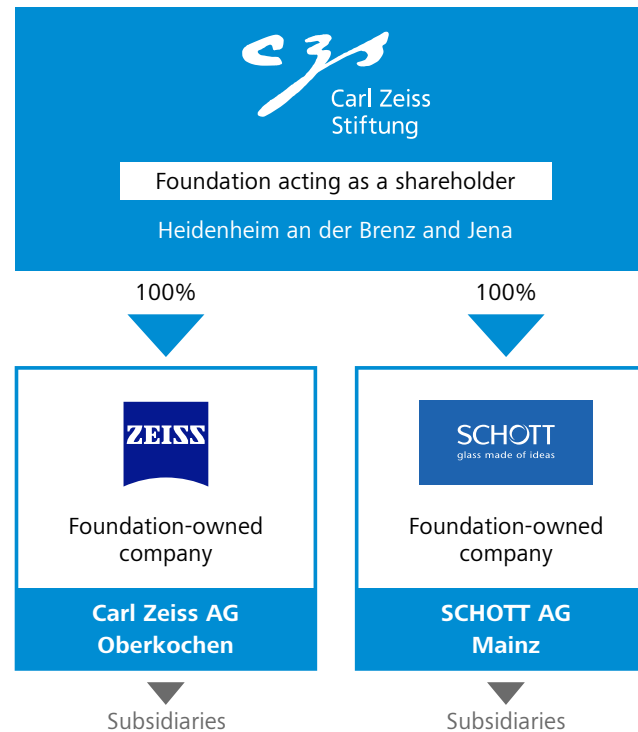 czs
Carl Zeiss
Stiftung
Foundation acting as a shareholder
Heidenheim an der Brenz and Jena
100%
100%
ZEISS
Foundation-owned
company
Carl Zeiss AG
Oberkochen
Subsidiaries
SCHOTT
glass made of ideas
Foundation-owned
company
SCHOTT AG
Mainz
Subsidiaries